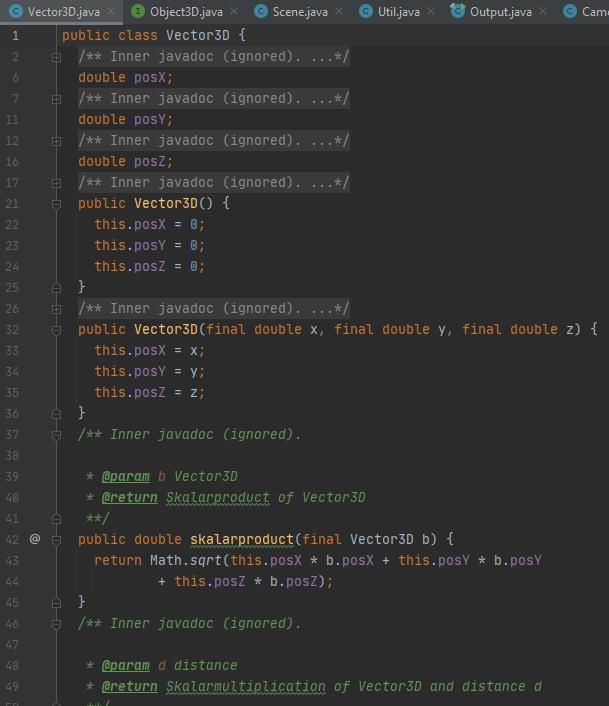 Vector3D.java Object3D.java Scene.java Util.java Output.java Came
1 public class Vector3D {
2 /** Inner javadoc (ignored). ...*/
6 double posX;
7 /** Inner javadoc (ignored). ...*/
11 double posY;
12 /** Inner javadoc (ignored). ...*/
16 double posZ;
17 /** Inner javadoc (ignored). ...*/
21 public Vector3D() {
22 this.posX = 0;
23 this.posY = 0;
24 this.posZ = 0;
25 }
26 /** Inner javadoc (ignored). ...*/
32 public Vector3D(final double x, final double y, final double z) {
33 this.posX = x;
34 this.posY = y;
35 this.posZ = z;
36 }
37 /** Inner javadoc (ignored).
38
39 * @param b Vector3D
40 * @return Skalarproduct of Vector3D
41 **/
42 @ public double skalarproduct(final Vector3D b) {
43 return Math.sqrt(this.posX * b.posX + this.posY * b.posY
44 + this.posZ * b.posZ);
45 }
46 /** Inner javadoc (ignored).
47
48 * @param d distance
49 * @return Skalarmultiplication of Vector3D and distance d